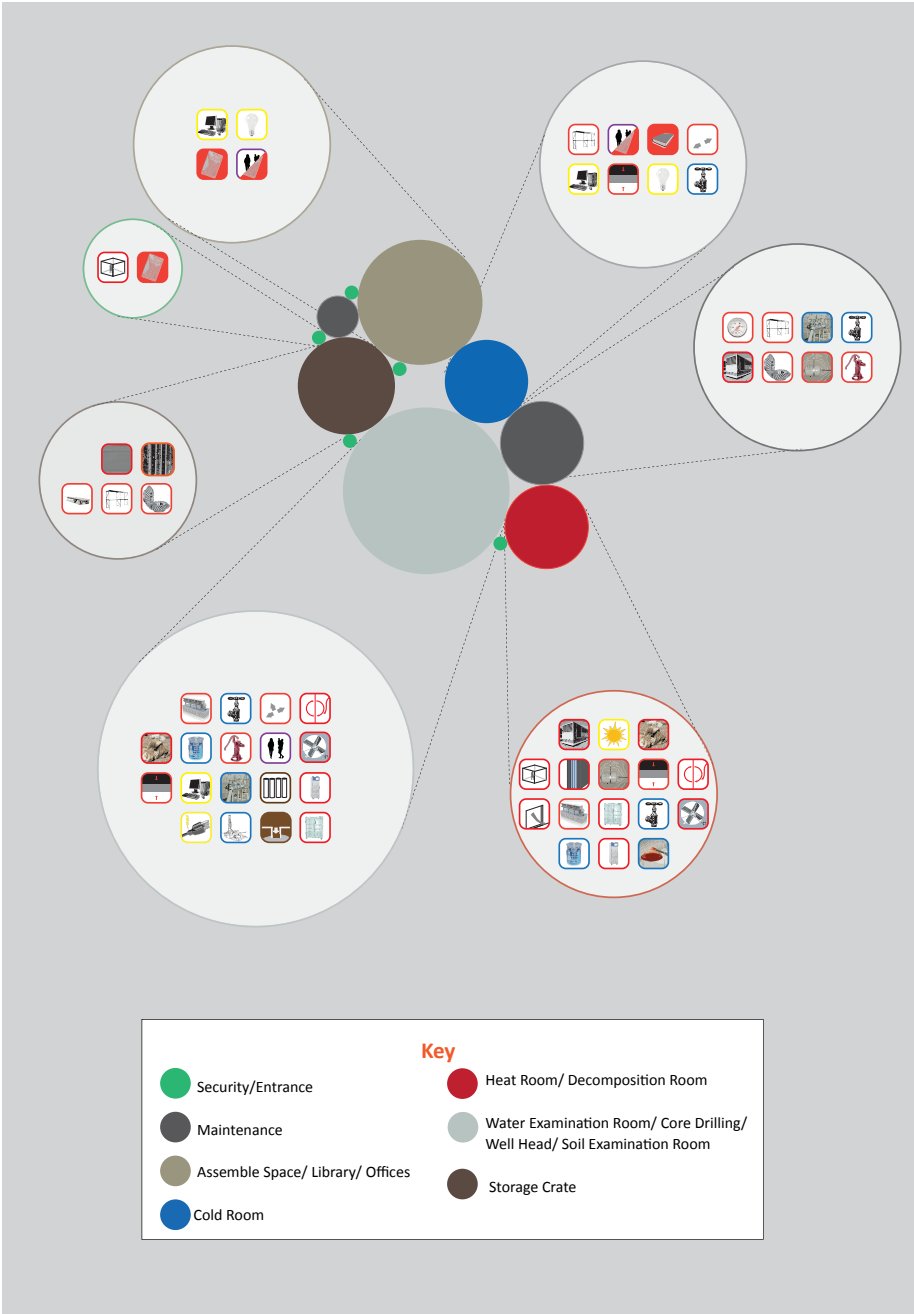 Key
Security/Entrance
Maintenance
Assemble Space/ Library/ Offices
Cold Room
Heat Room/ Decomposition Room
Water Examination Room/ Core Drilling/
Well Head/ Soil Examination Room
Storage Crate